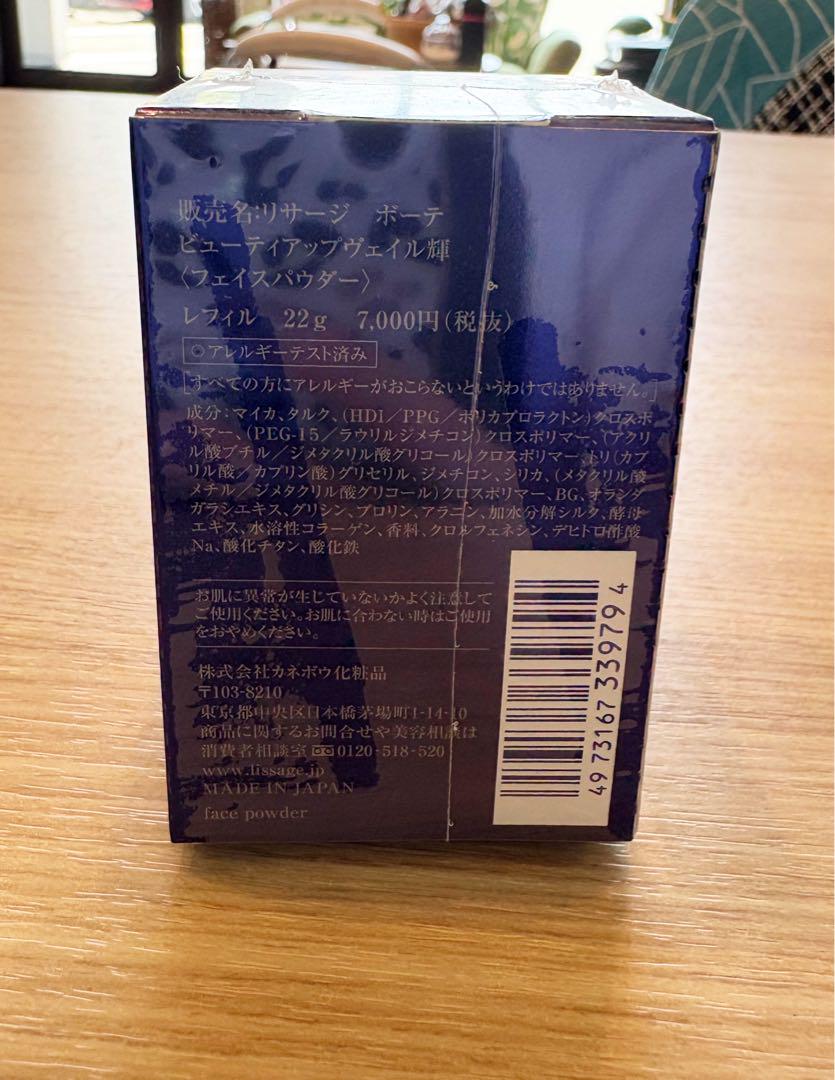 販売名:リサージ　ボーテ
ビューティアップヴェイル輝
〈フェイスパウダー〉
レフィル　22g　7,000円(税抜)
◎アレルギーテスト済み
[すべての方にアレルギーがおこらないというわけではありません。]
成分:マイカ、タルク、(HDI/PPG/ポリカプロラクトン)クロスポ
リマー、(PEG-15/ラウリルジメチコン)クロスポリマー、(アクリ
ル酸ブチル/ジメタクリル酸グリコール)クロスポリマー、トリ(カプ
リル酸/カプリン酸)グリセリル、ジメチコン、シリカ、(メタクリル酸
メチル/ジメタクリル酸グリコール)クロスポリマー、BG、オランダ
ガラシエキス、グリシン、プロリン、アラニン、加水分解シルク、酵母
エキス、水溶性コラーゲン、香料、クロルフェネシン、デヒドロ酢酸
Na、酸化チタン、酸化鉄
お肌に異常が生じていないかよく注意して
ご使用ください。お肌に合わない時はご使用
をおやめください。
株式会社カネボウ化粧品
〒103-8210
東京都中央区日本橋茅場町1-14-10
商品に関するお問合せや美容相談は
消費者相談室 0120-518-520
www.lissage.jp
MADE IN JAPAN
face powder
4973167339794